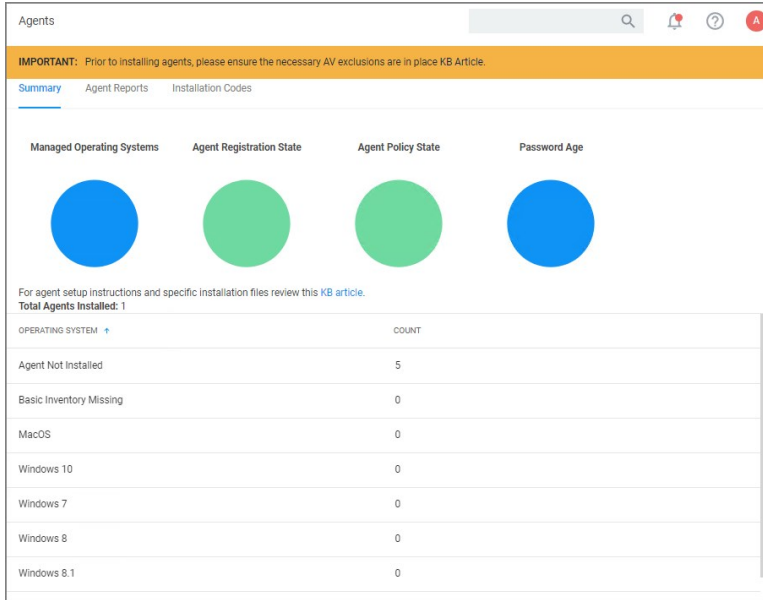 Agents
A
IMPORTANT: Prior to installing agents, please ensure the necessary AV exclusions are in place KB Article.
Summary Agent Reports Installation Codes
Managed Operating Systems Agent Registration State Agent Policy State Password Age
For agent setup instructions and specific installation files review this KB article.
Total Agents Installed: 1
OPERATING SYSTEM ↑ COUNT
Agent Not Installed 5
Basic Inventory Missing 0
MacOS 0
Windows 10 0
Windows 7 0
Windows 8 0
Windows 8.1 0